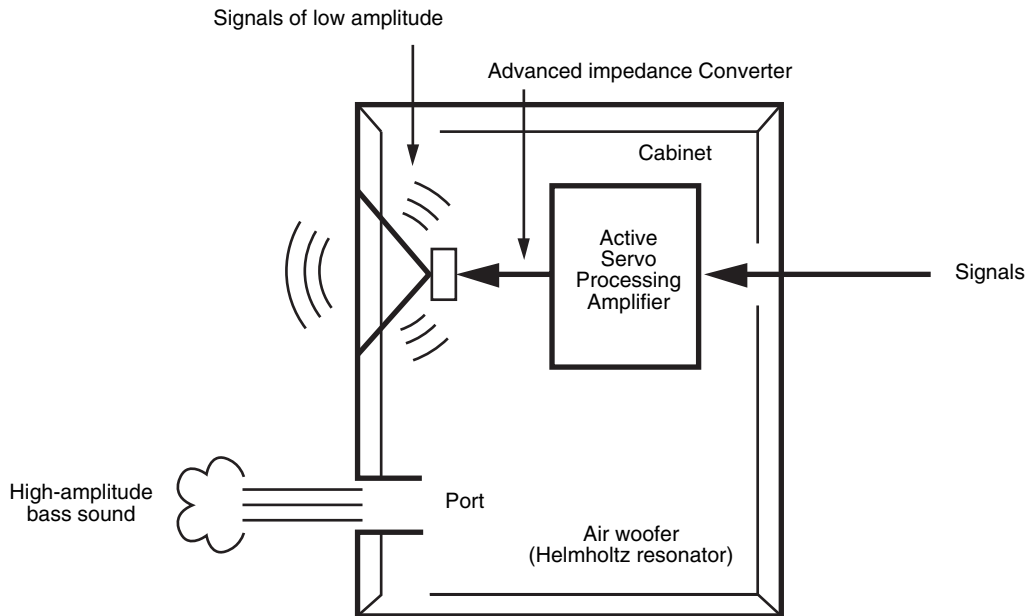 Signals of low amplitude
Advanced impedance Converter
Cabinet
Active
Servo
Processing
Amplifier
Signals
High-amplitude
bass sound
Port
Air woofer
(Helmholtz resonator)